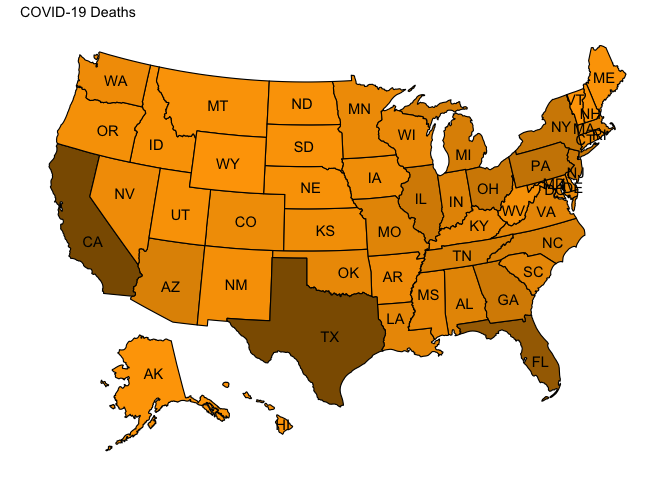 COVID-19 Deaths
ME
WA
MT
ND
MN
VT
NH
OR
ID
SD
WI
NY
MA
CT
RI
WY
MI
IA
PA
NJ
NE
NV
IL
IN
OH
MD
DE
DC
UT
CO
WV
VA
CA
KS
MO
KY
NC
TN
AZ
NM
OK
AR
SC
MS
AL
GA
LA
TX
FL
AK
HI